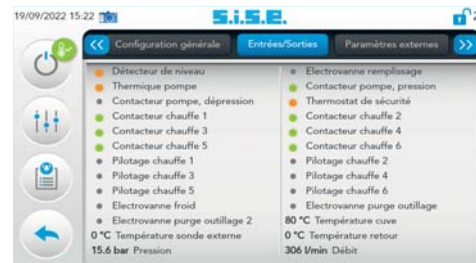 19/09/2022 15:22
S.i.S.E.
Configuration générale
Entrées/Sorties
Paramètres externes
Détecteur de niveau
Electrovanne remplissage
Thermique pompe
Contacteur pompe, pression
Contacteur pompe, dépression
Thermostat de sécurité
Contacteur chauffe 1
Contacteur chauffe 2
Contacteur chauffe 3
Contacteur chauffe 4
Contacteur chauffe 5
Contacteur chauffe 6
Pilotage chauffe 1
Pilotage chauffe 2
Pilotage chauffe 3
Pilotage chauffe 4
Pilotage chauffe 5
Pilotage chauffe 6
Electrovanne froid
Electrovanne purge outillage
Electrovanne purge outillage 2
80 °C Température cuve
0 °C Température sonde externe
0 °C Température retour
15.6 bar Pression
306 l/min Débit